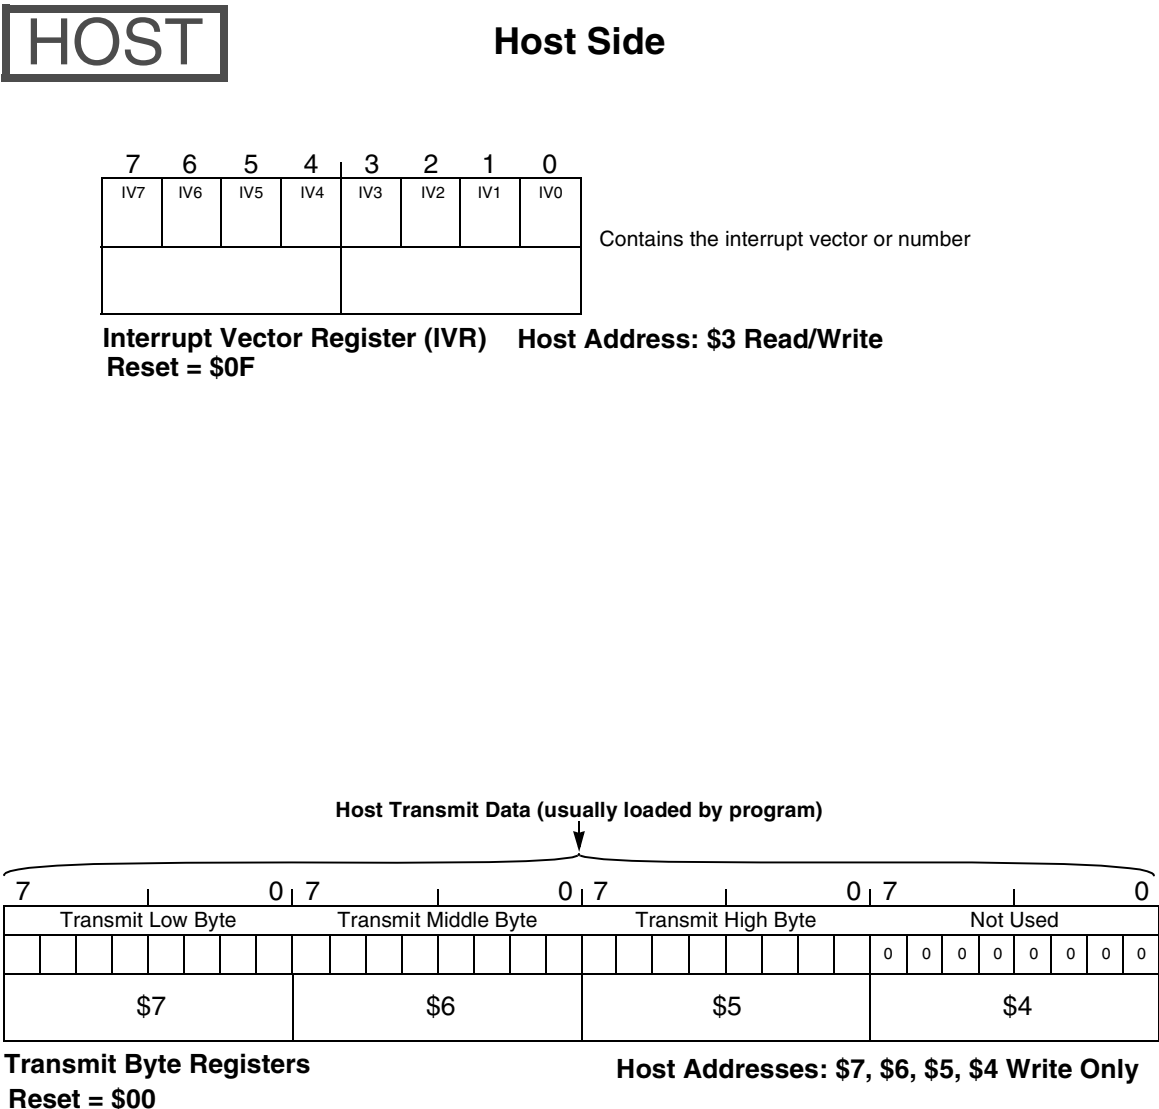 HOST
Host Side
7 6 5 4 3 2 1 0
IV7 IV6 IV5 IV4 IV3 IV2 IV1 IV0
Contains the interrupt vector or number
Interrupt Vector Register (IVR) Host Address: $3 Read/Write
Reset = $0F
Host Transmit Data (usually loaded by program)
7 0 7 0 7 0 7 0
Transmit Low Byte Transmit Middle Byte Transmit High Byte Not Used
0 0 0 0 0 0 0 0
$7 $6 $5 $4
Transmit Byte Registers Host Addresses: $7, $6, $5, $4 Write Only
Reset = $00